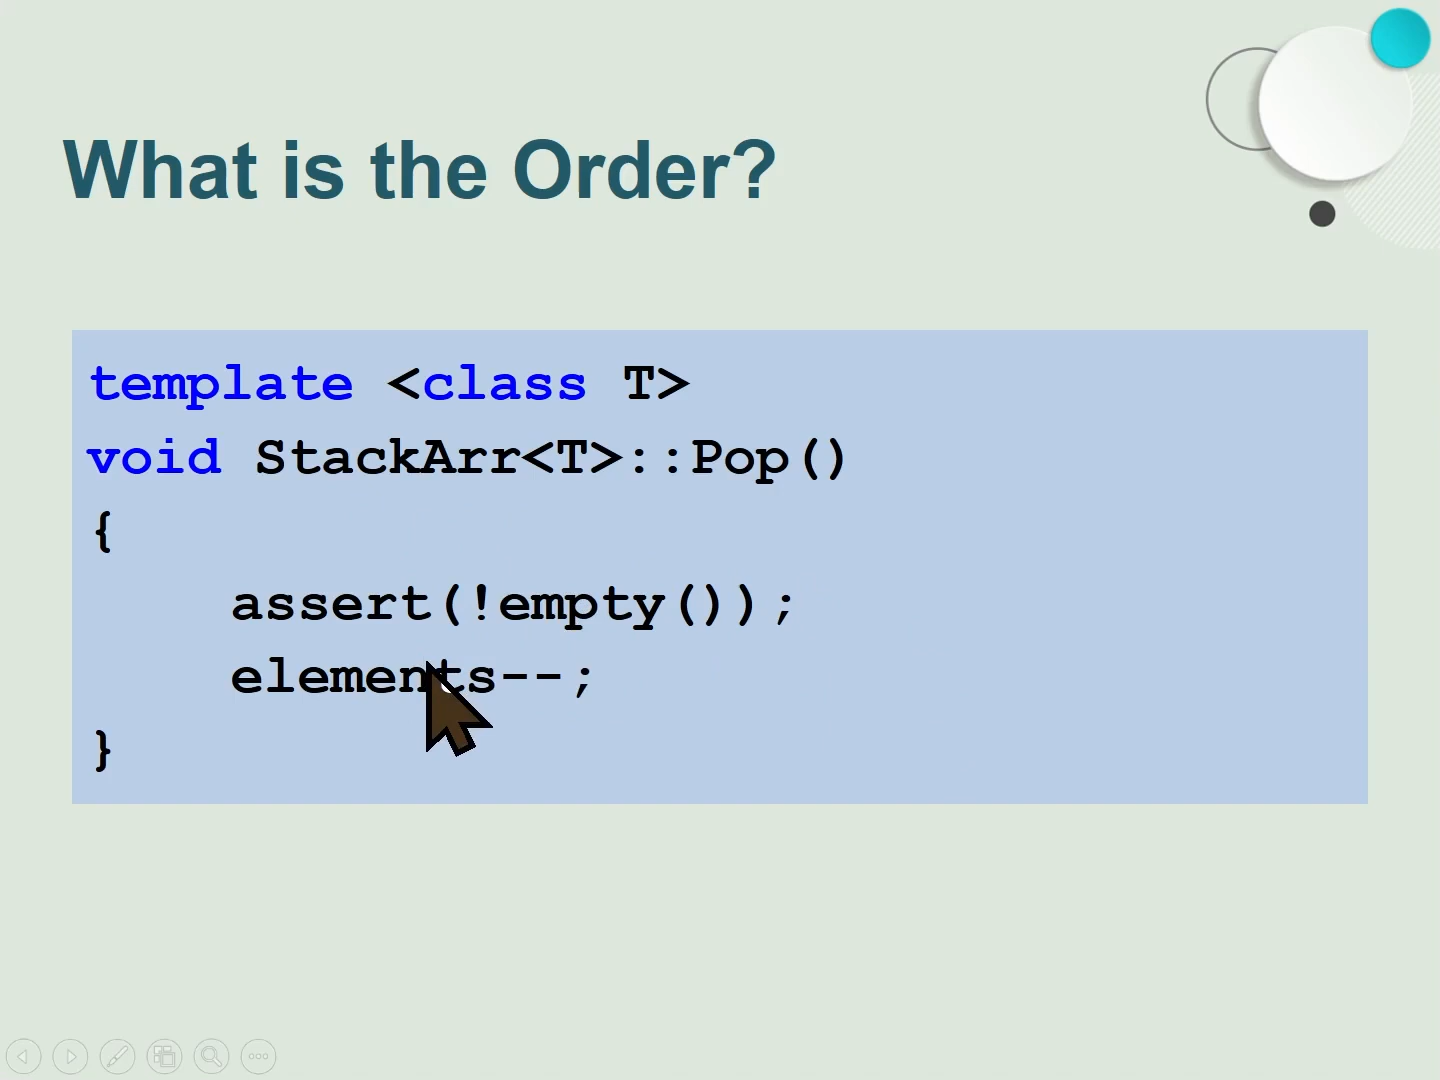 What is the Order?
template <class T>
void StackArr<T>::Pop()
{
assert(!empty());
elements--;
}